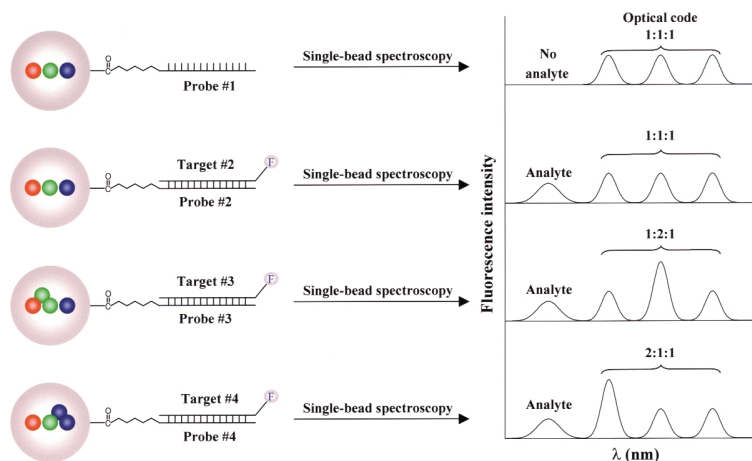 Optical code
1:1:1
No
analyte
O
C
Probe #1
Single-bead spectroscopy
1:1:1
Analyte
O
C
Target #2
F
Probe #2
Single-bead spectroscopy
Fluorescence intensity
1:2:1
Analyte
O
C
Target #3
F
Probe #3
Single-bead spectroscopy
2:1:1
Analyte
O
C
Target #4
F
Probe #4
Single-bead spectroscopy
λ (nm)